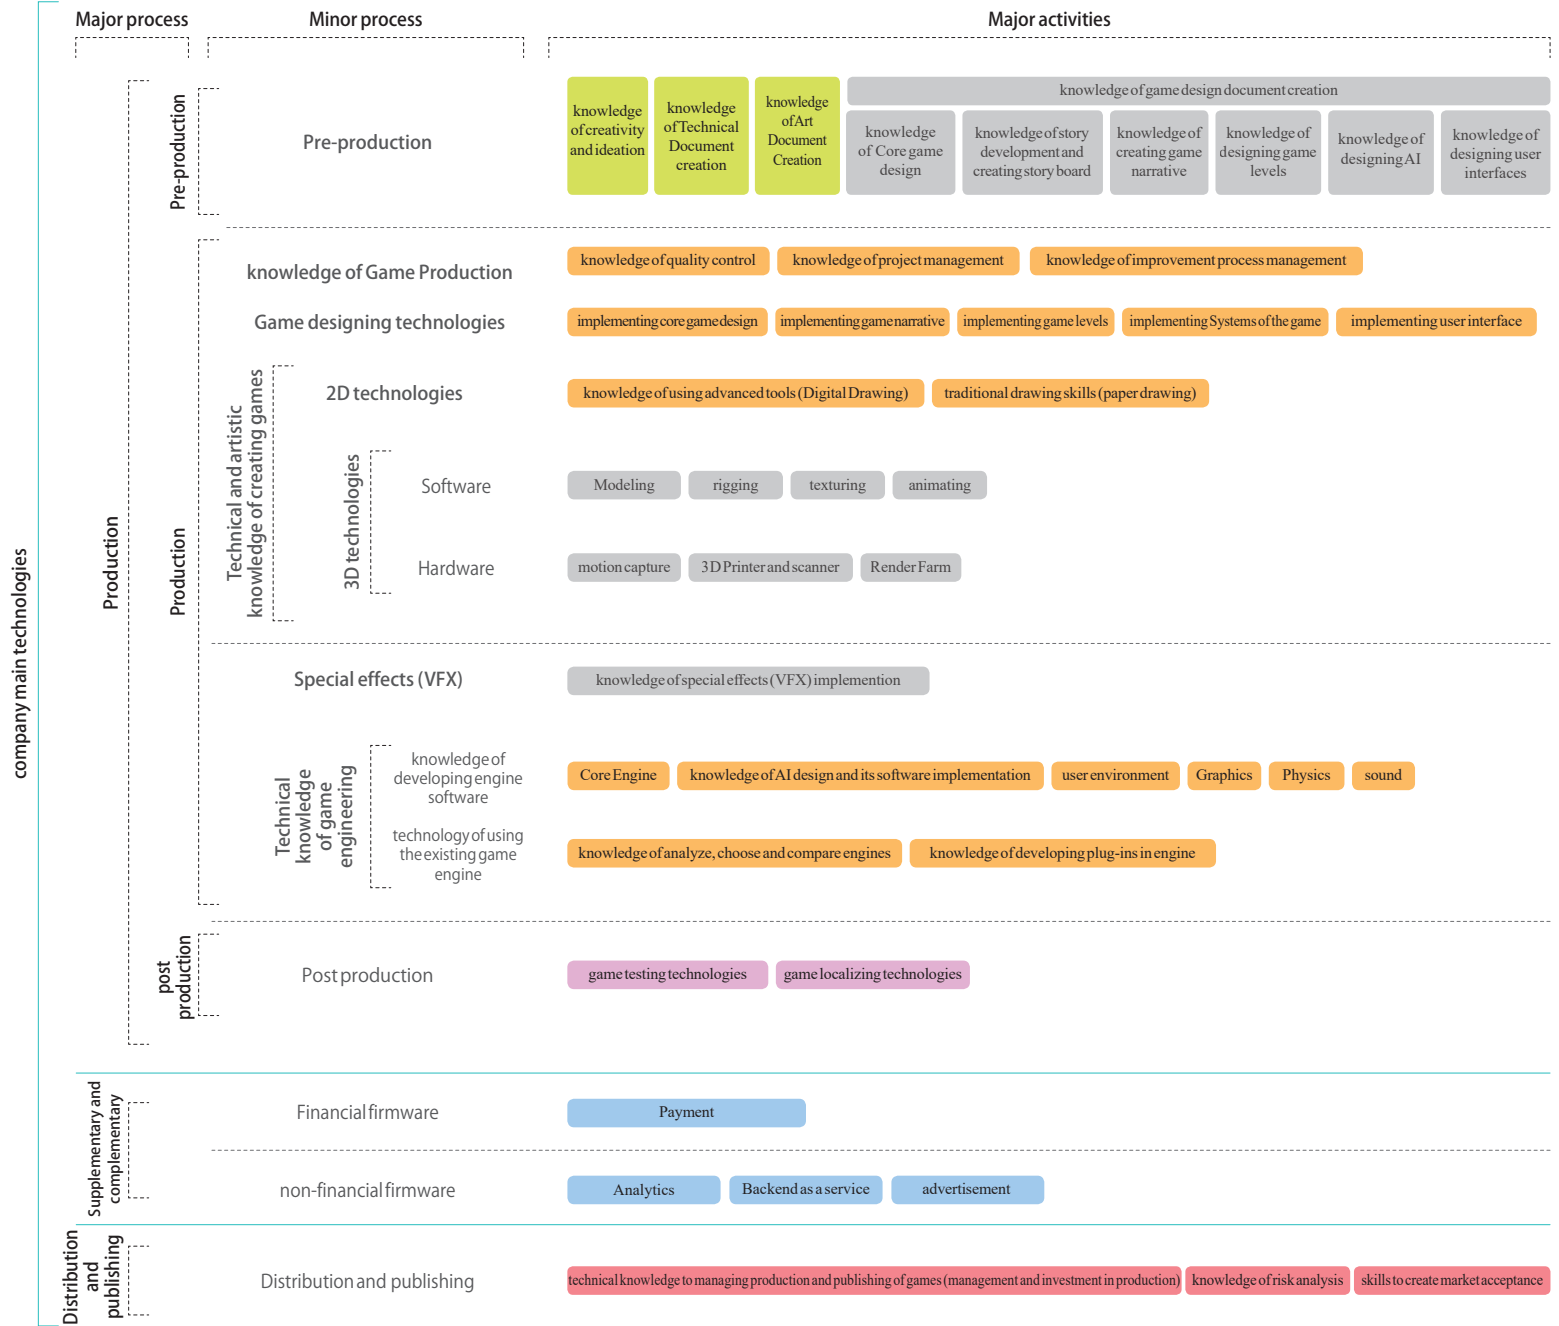 Major process
Minor process
Major activities
company main technologies
Production
Pre-production
Pre-production
knowledge
of creativity
and ideation
knowledge
of Technical
Document
creation
knowledge
of Art
Document
Creation
knowledge of game design document creation
knowledge
of Core game
design
knowledge of story
development and
creating story board
knowledge of
creating game
narrative
knowledge of
designing game
levels
knowledge of
designing AI
knowledge of
designing user
interfaces
Production
knowledge of Game Production
knowledge of quality control
knowledge of project management
knowledge of improvement process management
Game designing technologies
implementing core game design
implementing game narrative
implementing game levels
implementing Systems of the game
implementing user interface
Technical and artistic
knowledge of creating games
2D technologies
knowledge of using advanced tools (Digital Drawing)
traditional drawing skills (paper drawing)
3D technologies
Software
Modeling
rigging
texturing
animating
Hardware
motion capture
3D Printer and scanner
Render Farm
Special effects (VFX)
knowledge of special effects (VFX) implemention
Technical
knowledge
of game
engineering
knowledge of
developing engine
software
Core Engine
knowledge of AI design and its software implementation
user environment
Graphics
Physics
sound
technology of using
the existing game
engine
knowledge of analyze, choose and compare engines
knowledge of developing plug-ins in engine
post
production
Post production
game testing technologies
game localizing technologies
Supplementary and
complementary
Financial firmware
Payment
non-financial firmware
Analytics
Backend as a service
advertisement
Distribution
and
publishing
Distribution and publishing
technical knowledge to managing production and publishing of games (management and investment in production)
knowledge of risk analysis
skills to create market acceptance